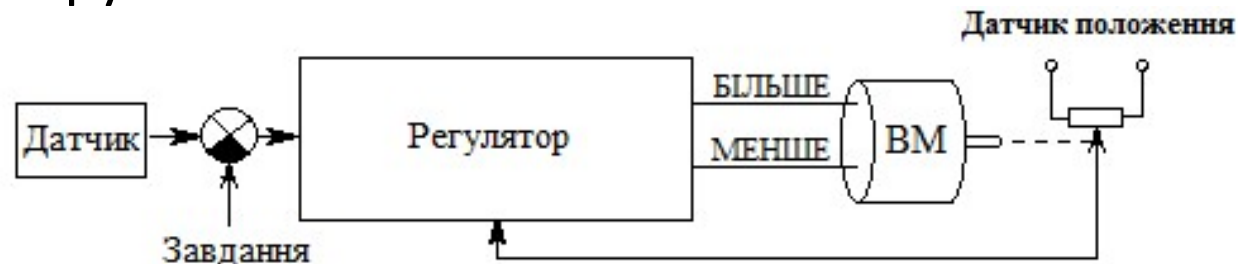 Датчик положення
БІЛЬШЕ
Датчик
Регулятор
ВМ
МЕНШЕ
Завдання